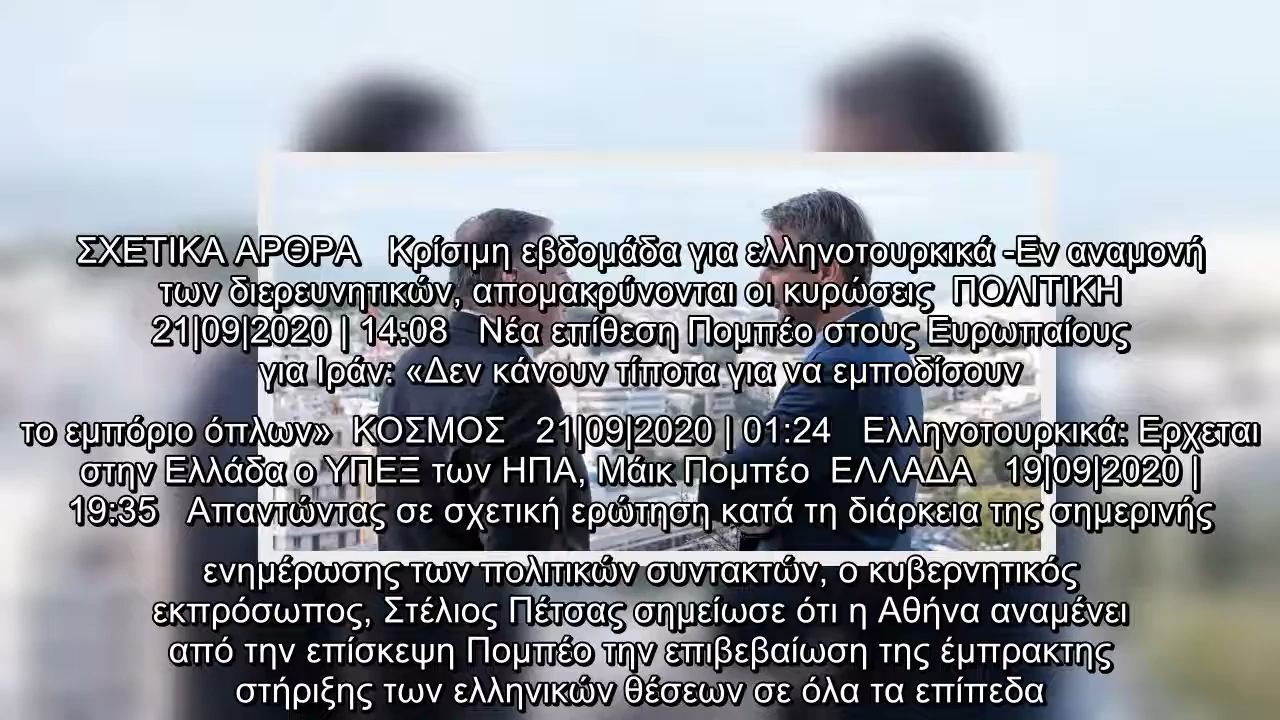 ΣΧΕΤΙΚΑ ΑΡΘΡΑ Κρίσιμη εβδομάδα για ελληνοτουρκικά -Εν αναμονή
των διερευνητικών, απομακρύνονται οι κυρώσεις ΠΟΛΙΤΙΚΗ
21|09|2020 | 14:08 Νέα επίθεση Πομπέο στους Ευρωπαίους
για Ιράν: «Δεν κάνουν τίποτα για να εμποδίσουν
το εμπόριο όπλων» ΚΟΣΜΟΣ 21|09|2020 | 01:24 Ελληνοτουρκικά: Ερχεται
στην Ελλάδα ο ΥΠΕΞ των ΗΠΑ, Μάικ Πομπέο ΕΛΛΑΔΑ 19|09|2020 |
19:35 Απαντώντας σε σχετική ερώτηση κατά τη διάρκεια της σημερινής
ενημέρωσης των πολιτικών συντακτών, ο κυβερνητικός
εκπρόσωπος, Στέλιος Πέτσας σημείωσε ότι η Αθήνα αναμένει
από την επίσκεψη Πομπέο την επιβεβαίωση της έμπρακτης
στήριξης των ελληνικών θέσεων σε όλα τα επίπεδα